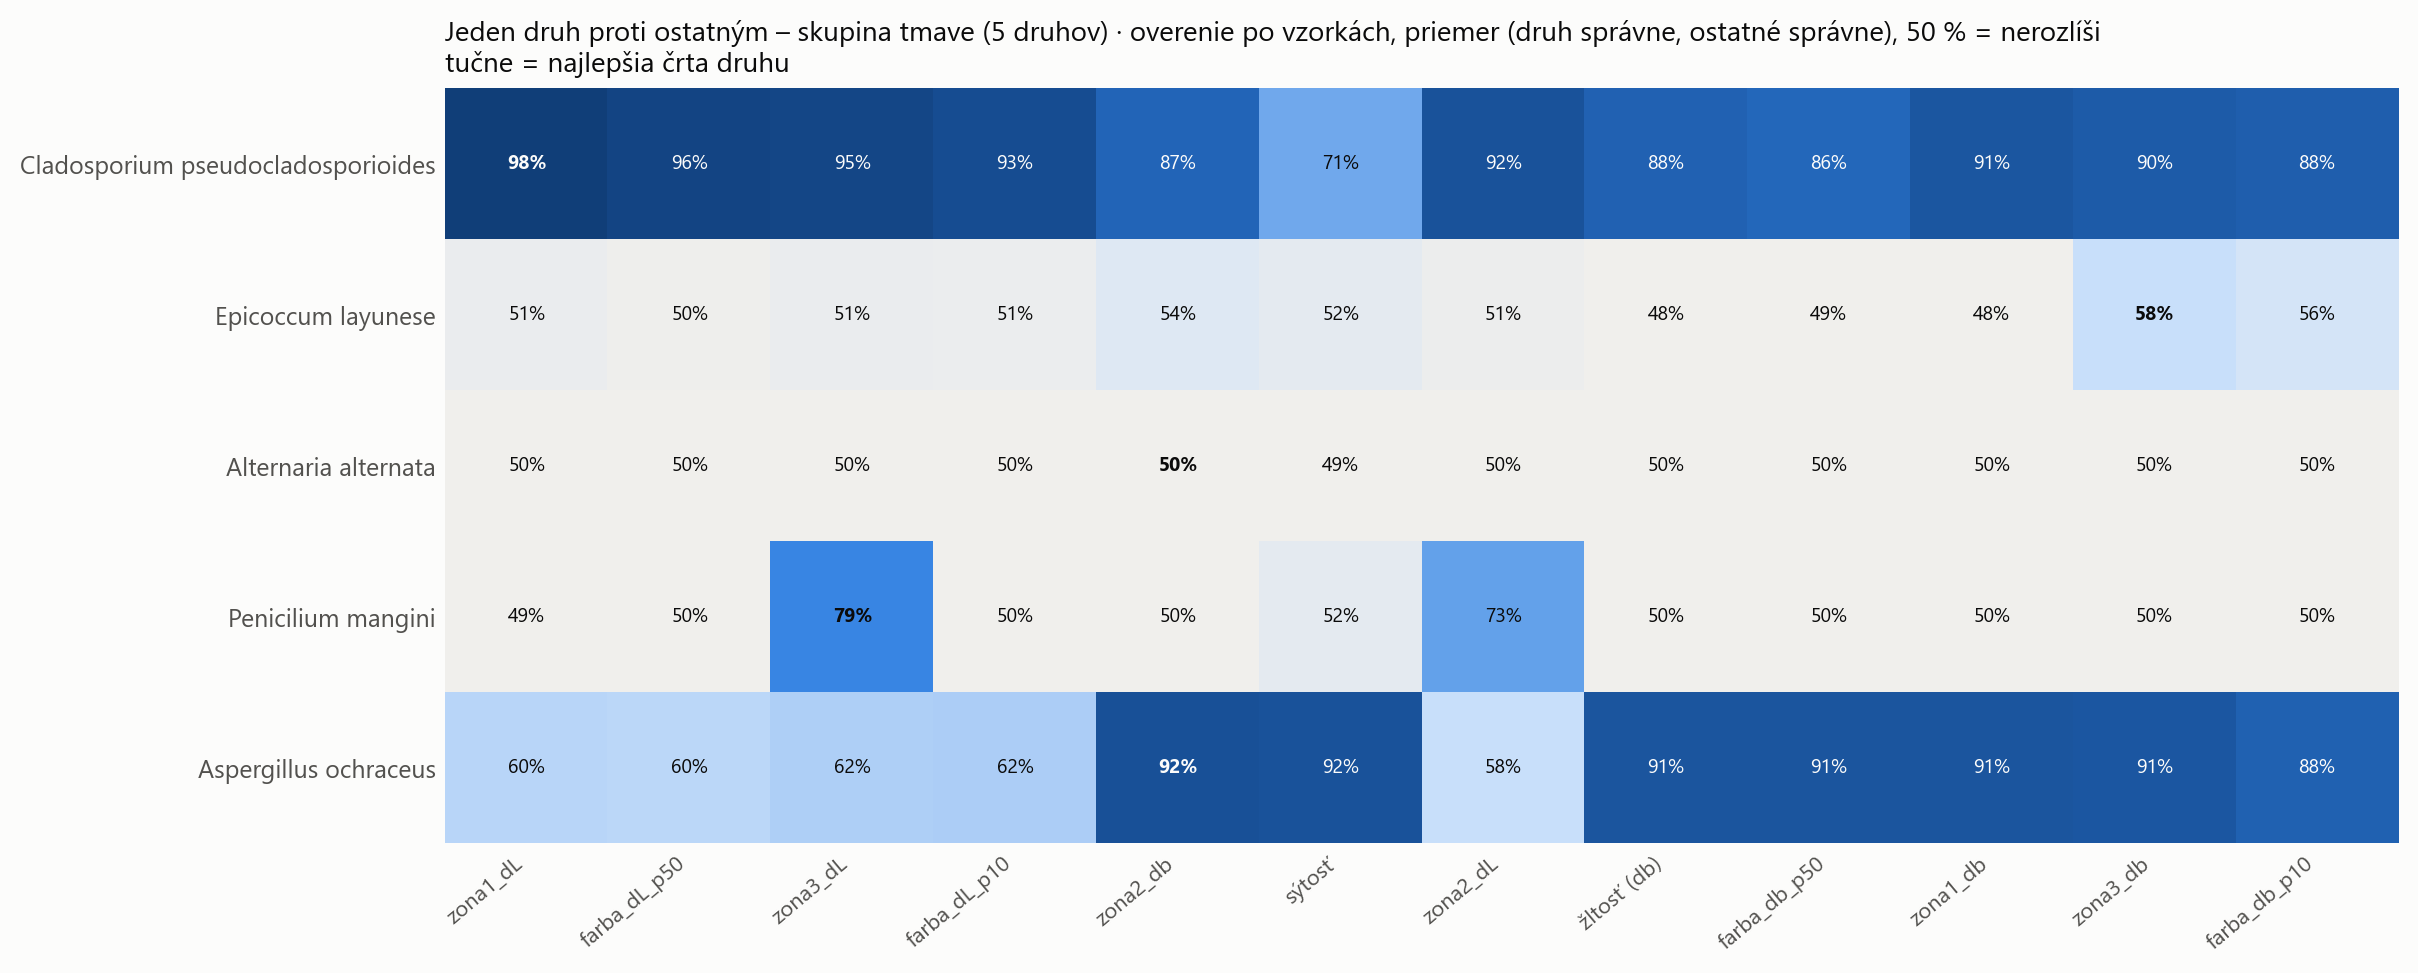 Jeden druh proti ostatným – skupina tmave (5 druhov) · overenie po vzorkách, priemer (druh správne, ostatné správne), 50 % = nerozlíši
tučne = najlepšia črta druhu
Cladosporium pseudocladosporioides 98% 96% 95% 93% 87% 71% 92% 88% 86% 91% 90% 88%
Epicoccum layunese 51% 50% 51% 51% 54% 52% 51% 48% 49% 48% 58% 56%
Alternaria alternata 50% 50% 50% 50% 50% 49% 50% 50% 50% 50% 50% 50%
Penicilium mangini 49% 50% 79% 50% 50% 52% 73% 50% 50% 50% 50% 50%
Aspergillus ochraceus 60% 60% 62% 62% 92% 92% 58% 91% 91% 91% 91% 88%
zona1_dL farba_dL_p50 zona3_dL farba_dL_p10 zona2_db sýtosť zona2_dL žltosť (db) farba_db_p50 zona1_db zona3_db farba_db_p10